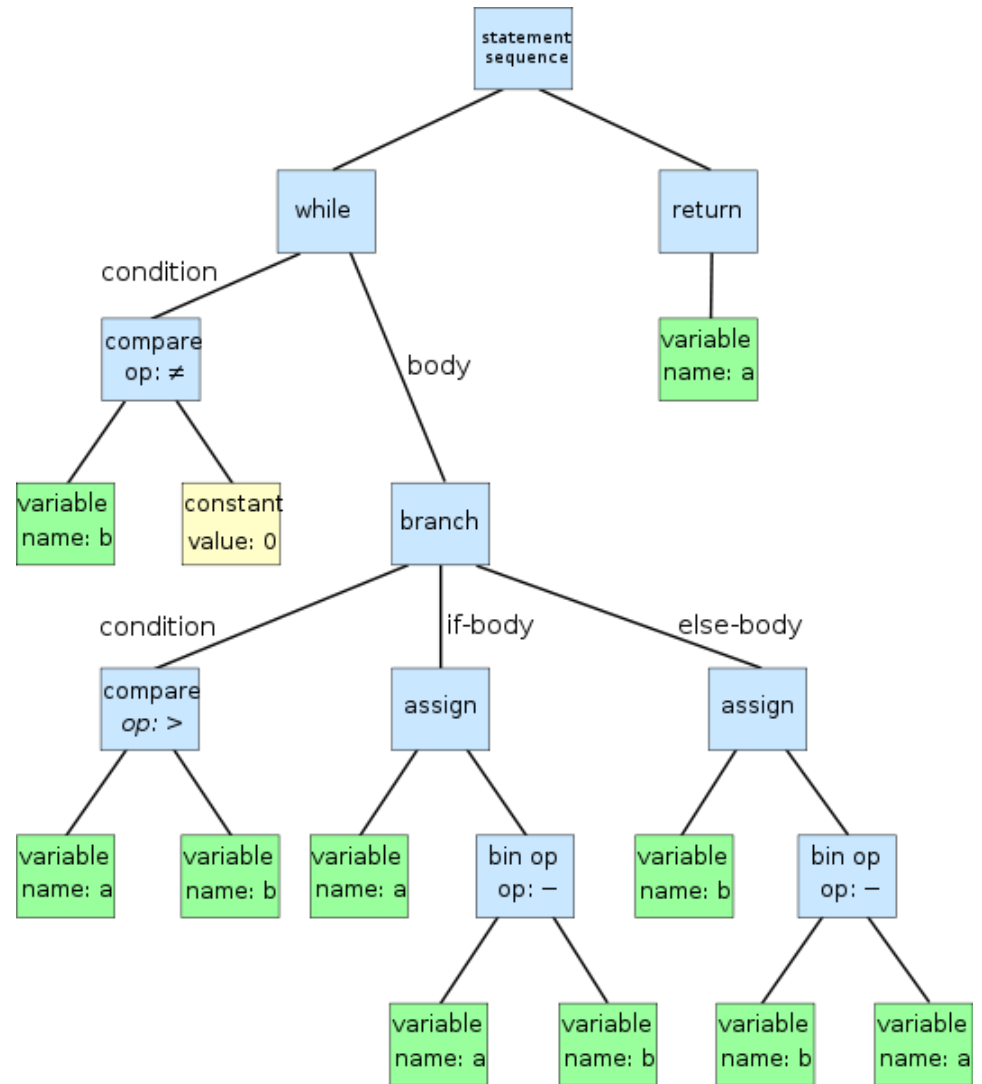 statement
sequence
while
return
condition
compare
op: ≠
body
variable
name: a
variable
name: b
constant
value: 0
branch
condition
if-body
else-body
compare
op: >
assign
assign
variable
name: a
variable
name: b
variable
name: a
bin op
op: −
variable
name: b
bin op
op: −
variable
name: a
variable
name: b
variable
name: b
variable
name: a